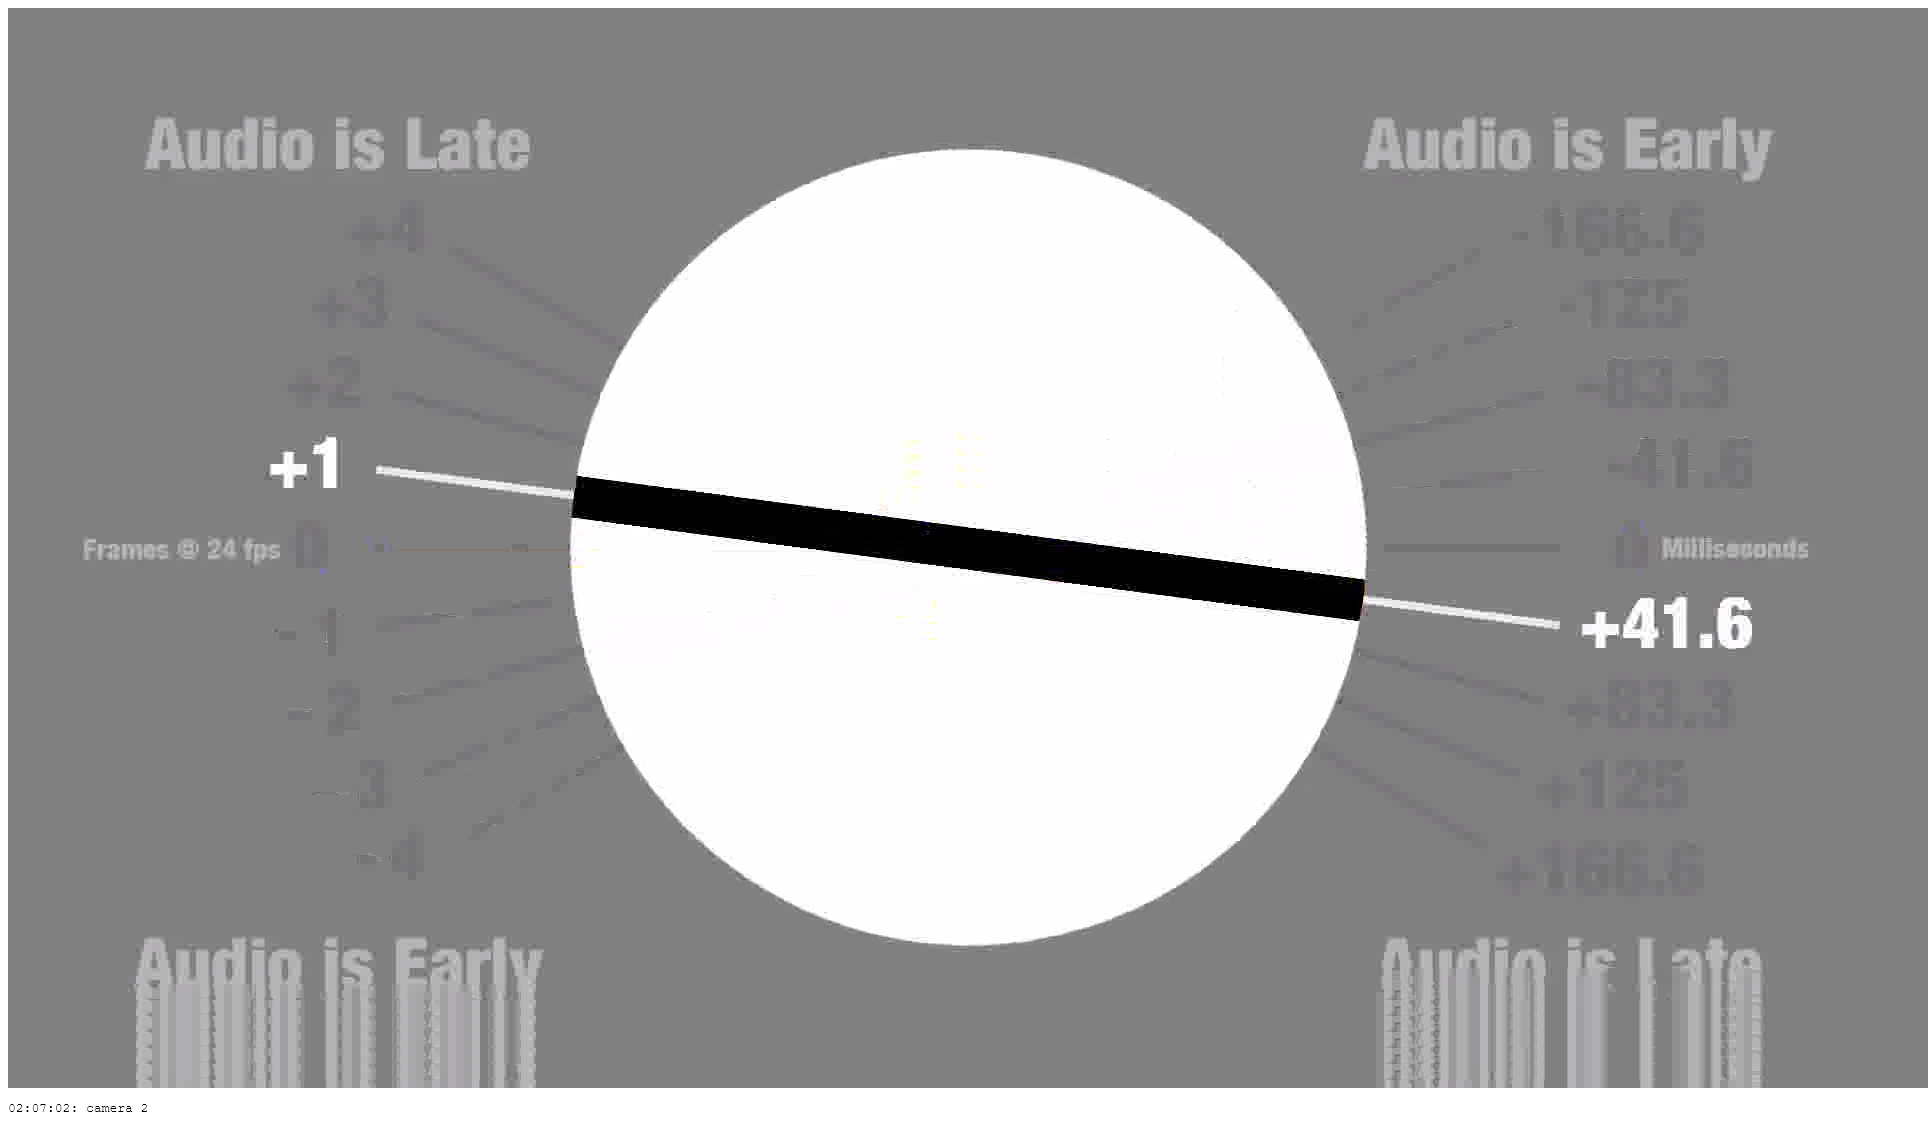 Audio is Late
Audio is Early
+4
-166.6
+3
-125
+2
-83.3
+1
-41.6
Frames @ 24 fps 0
0 Milliseconds
-1
+41.6
-2
+83.3
3
+125
-4
+166.6
Audio is Early
Audio is Late
02:07:02: camera 2